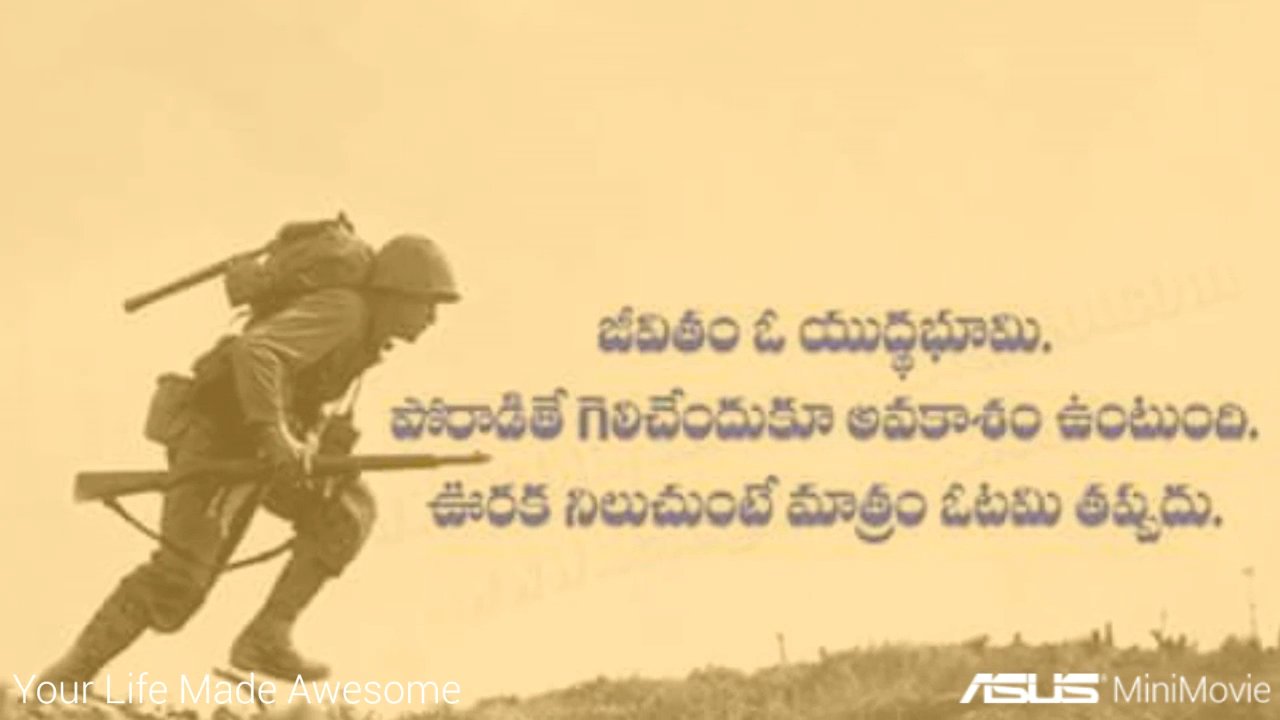 జీవితం ఓ యుద్ధభూమి.
పోరాడితే గెలిచేందుకూ అవకాశం ఉంటుంది.
ఊరక నిలుచుంటే మాత్రం ఓటమి తప్పదు.
Your Life Made Awesome
ASUS MiniMovie